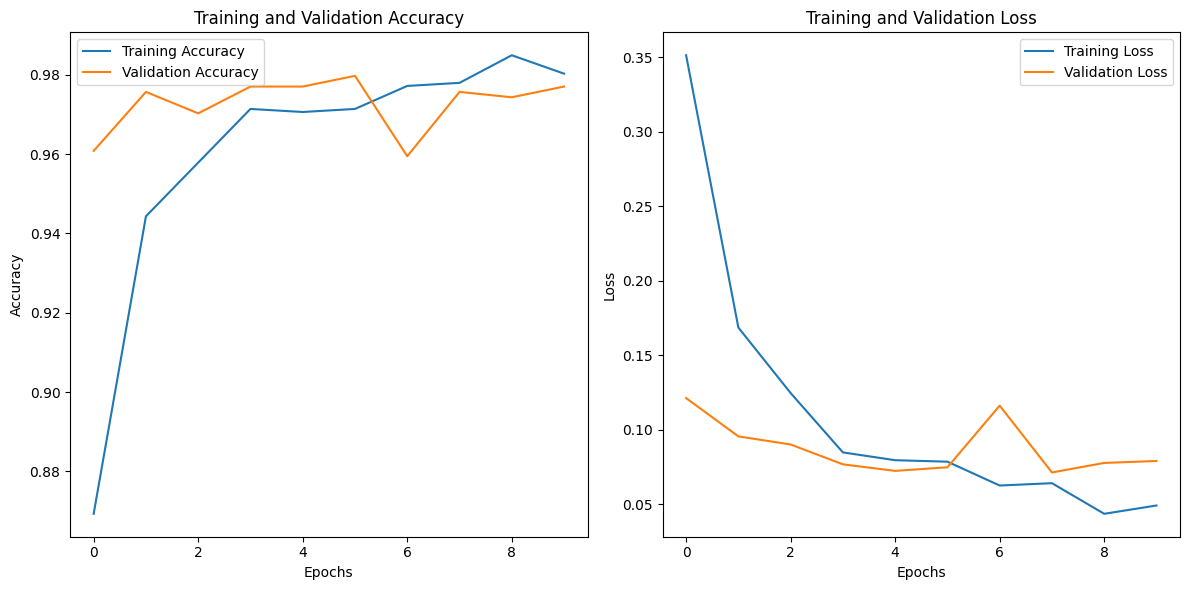 Training and Validation Accuracy
Training Accuracy
Validation Accuracy
0.98
0.96
0.94
0.92
0.90
0.88
Accuracy
0
2
4
6
8
Epochs
Training and Validation Loss
Training Loss
Validation Loss
0.35
0.30
0.25
0.20
0.15
0.10
0.05
Loss
0
2
4
6
8
Epochs